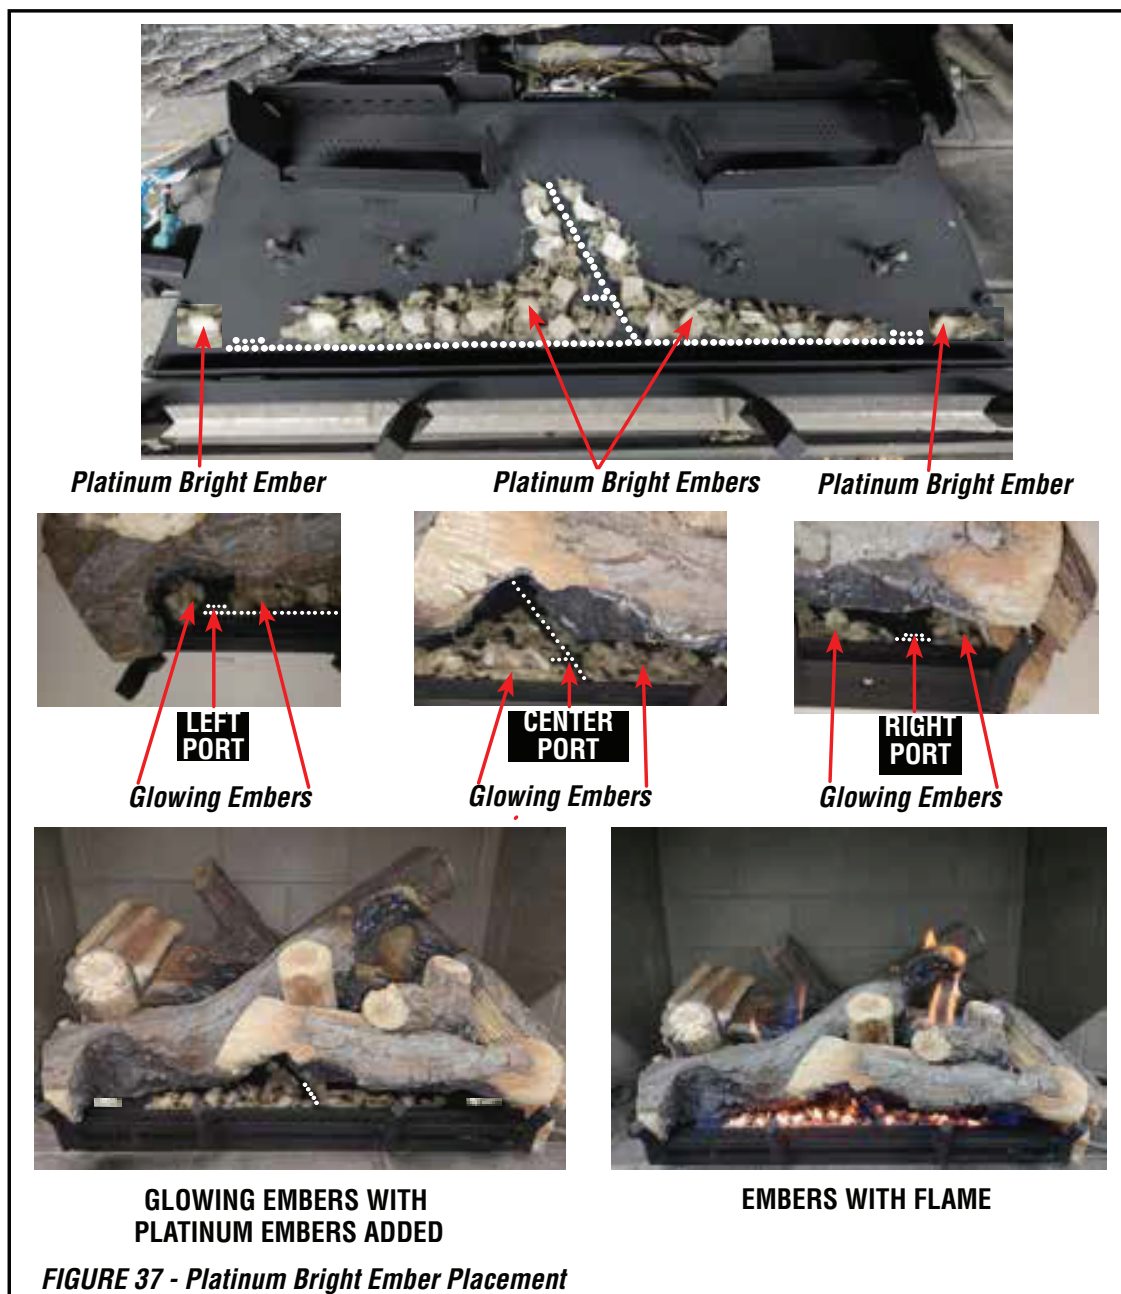 Platinum Bright Ember
Platinum Bright Embers
Platinum Bright Ember
LEFT
PORT
CENTER
PORT
RIGHT
PORT
Glowing Embers
Glowing Embers
Glowing Embers
GLOWING EMBERS WITH
PLATINUM EMBERS ADDED
EMBERS WITH FLAME
FIGURE 37 - Platinum Bright Ember Placement